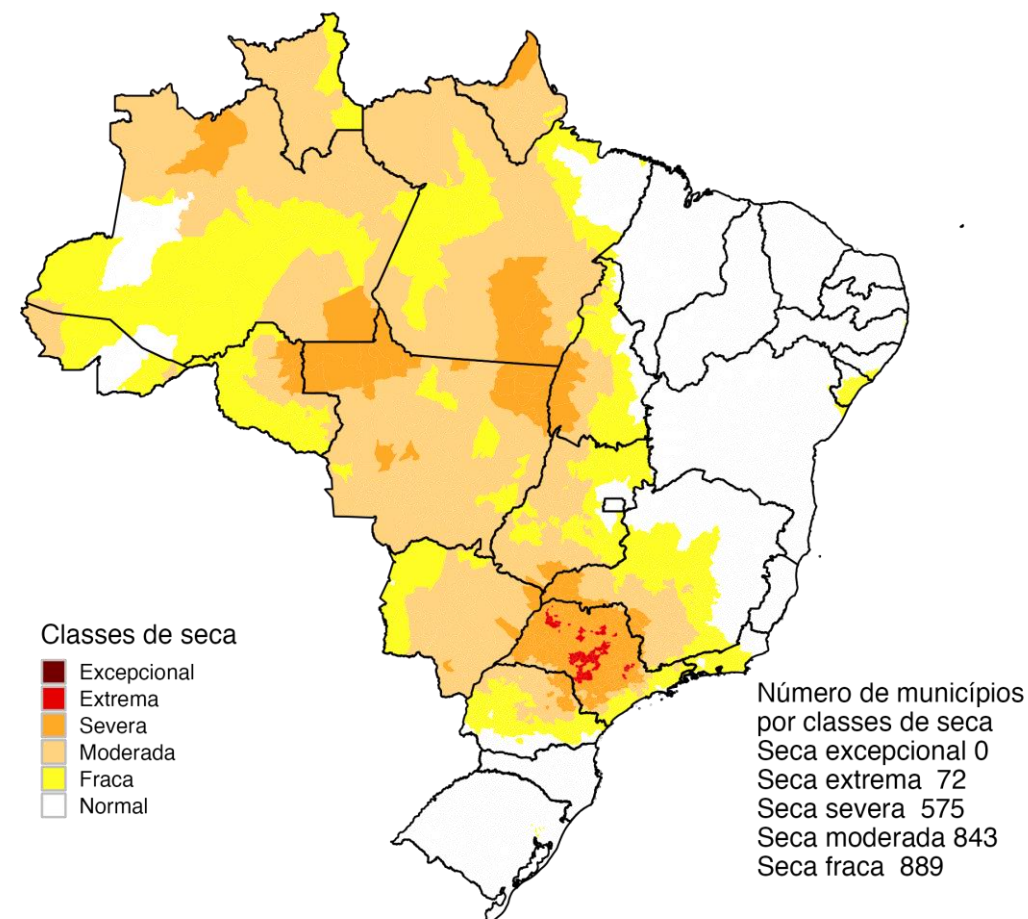 Classes de seca
Excepcional
Extrema
Severa
Moderada
Fraca
Normal
Número de municípios
por classes de seca
Seca excepcional 0
Seca extrema 72
Seca severa 575
Seca moderada 843
Seca fraca 889